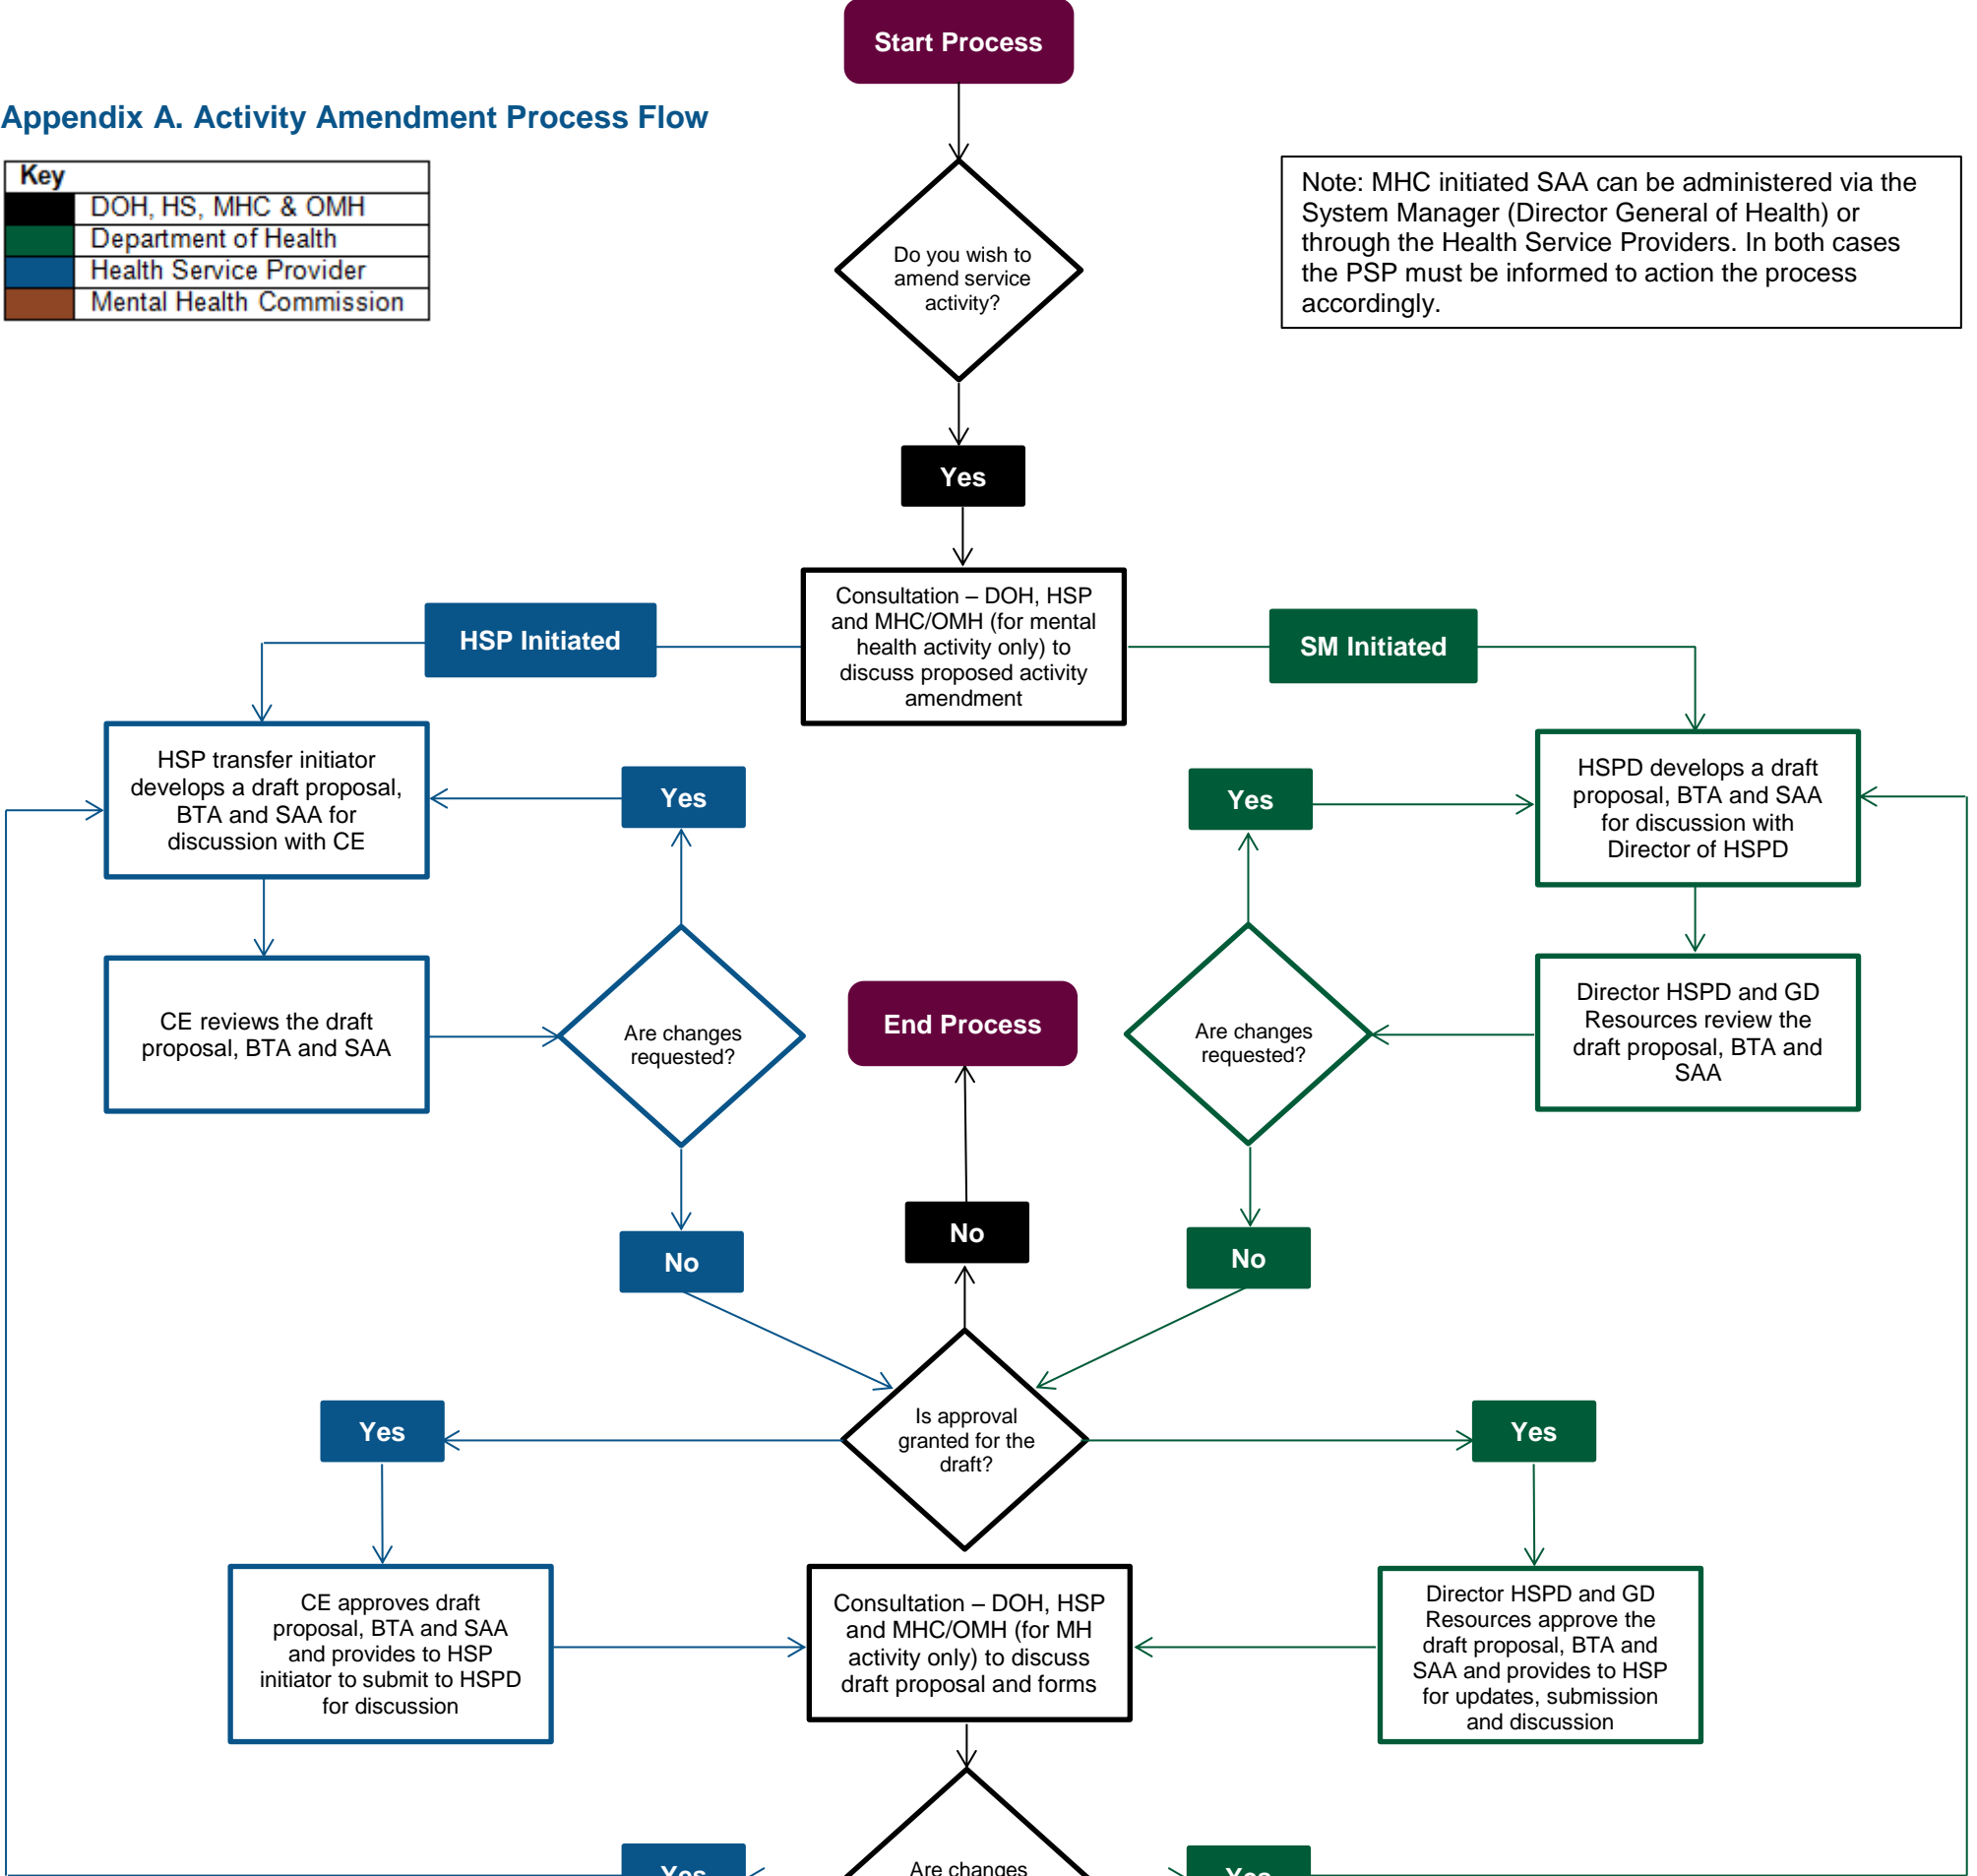 Start Process
Appendix A. Activity Amendment Process Flow
Key
DOH, HS, MHC & OMH
Department of Health
Health Service Provider
Mental Health Commission
Note: MHC initiated SAA can be administered via the
System Manager (Director General of Health) or
through the Health Service Providers. In both cases
the PSP must be informed to action the process
accordingly.
Do you wish to
amend service
activity?
Yes
Consultation – DOH, HSP
and MHC/OMH (for mental
health activity only) to
discuss proposed activity
amendment
HSP Initiated
SM Initiated
HSP transfer initiator
develops a draft proposal,
BTA and SAA for
discussion with CE
Yes
Yes
HSPD develops a draft
proposal, BTA and SAA
for discussion with
Director of HSPD
CE reviews the draft
proposal, BTA and SAA
Are changes
requested?
End Process
Are changes
requested?
Director HSPD and GD
Resources review the
draft proposal, BTA and
SAA
No
No
No
Is approval
granted for the
draft?
Yes
Yes
CE approves draft
proposal, BTA and SAA
and provides to HSP
initiator to submit to HSPD
for discussion
Consultation – DOH, HSP
and MHC/OMH (for MH
activity only) to discuss
draft proposal and forms
Director HSPD and GD
Resources approve the
draft proposal, BTA and
SAA and provides to HSP
for updates, submission
and discussion
Yes
Are changes
Yes